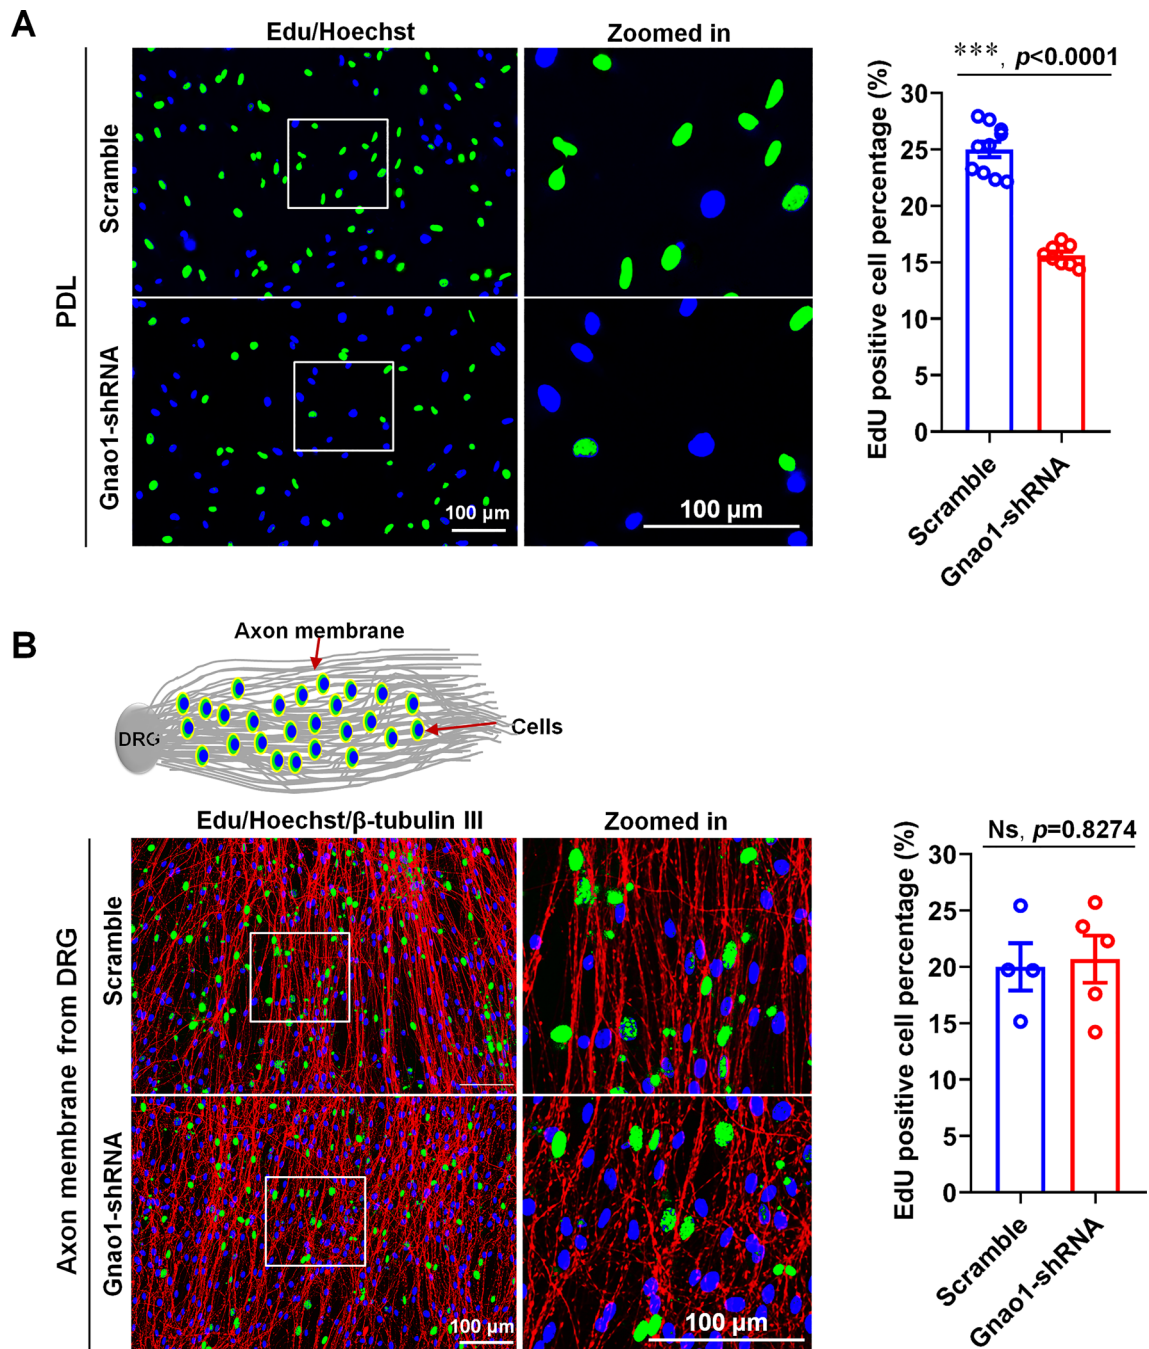 A
Edu/Hoechst
Zoomed in
PDL
Scramble
Gnao1-shRNA
100 µm
100 µm
***, p<0.0001
EdU positive cell percentage (%)
30
25
20
15
10
5
0
Scramble
Gnao1-shRNA
B
Axon membrane
DRG
Cells
Edu/Hoechst/β-tubulin III
Zoomed in
Axon membrane from DRG
Scramble
Gnao1-shRNA
100 µm
100 µm
Ns, p=0.8274
EdU positive cell percentage (%)
30
25
20
15
10
5
0
Scramble
Gnao1-shRNA